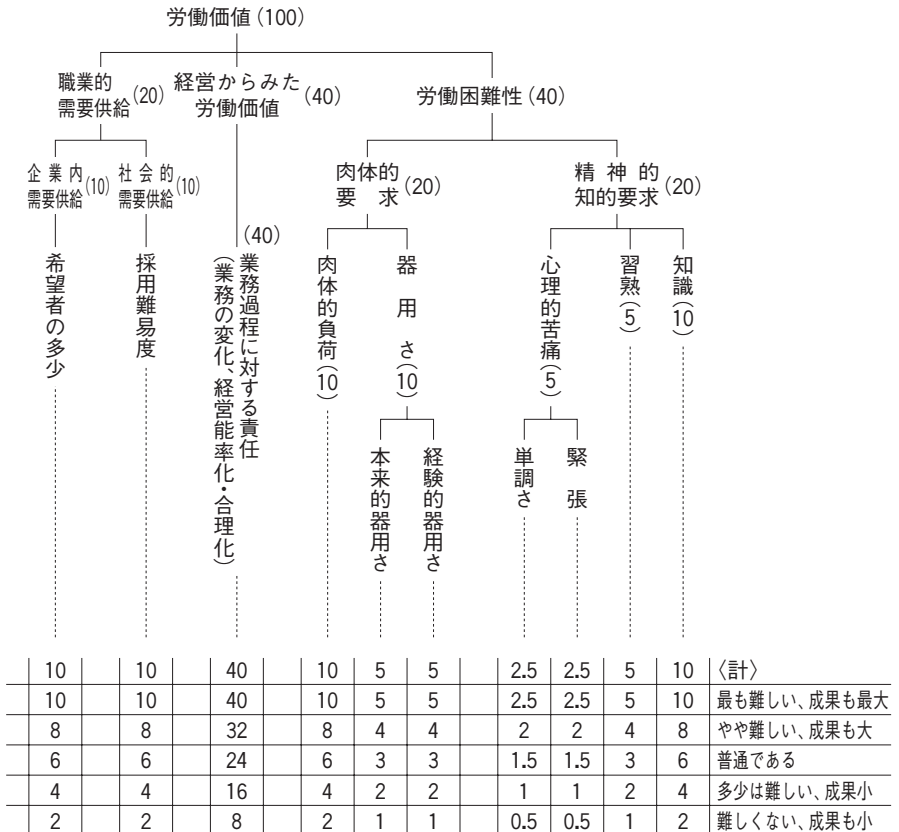 労働価値(100)
職業的
需要供給(20)
経営からみた
労働価値(40)
労働困難性(40)
企業内
需要供給(10)
社会的
需要供給(10)
肉体的
要求(20)
精神的
知的要求(20)
希望者の多少
採用難易度
(40)
業務過程に対する責任
(業務の変化、経営能率化・合理化)
肉体的負荷(10)
器用さ(10)
心理的苦痛(5)
習熟(5)
知識(10)
本来的器用さ
経験的器用さ
単調さ
緊張
10 10 40 10 5 5 2.5 2.5 5 10 〈計〉
10 10 40 10 5 5 2.5 2.5 5 10 最も難しい、成果も最大
8 8 32 8 4 4 2 2 4 8 やや難しい、成果も大
6 6 24 6 3 3 1.5 1.5 3 6 普通である
4 4 16 4 2 2 1 1 2 4 多少は難しい、成果小
2 2 8 2 1 1 0.5 0.5 1 2 難しくない、成果も小